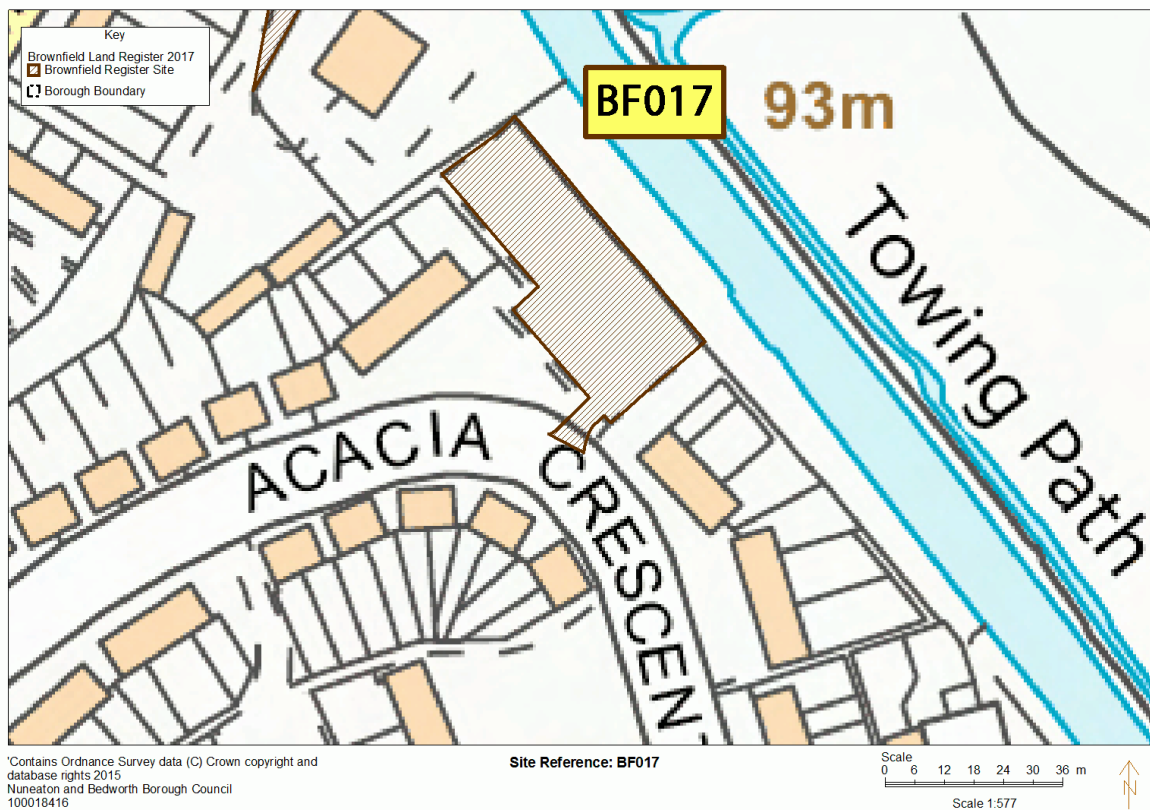 Key
Brownfield Land Register 2017
Brownfield Register Site
Borough Boundary
BF017
93m
Towing Path
ACACIA CRESCENT
'Contains Ordnance Survey data (C) Crown copyright and
database rights 2015
Nuneaton and Bedworth Borough Council
100018416
Site Reference: BF017
Scale
0 6 12 18 24 30 36 m
Scale 1:577
N